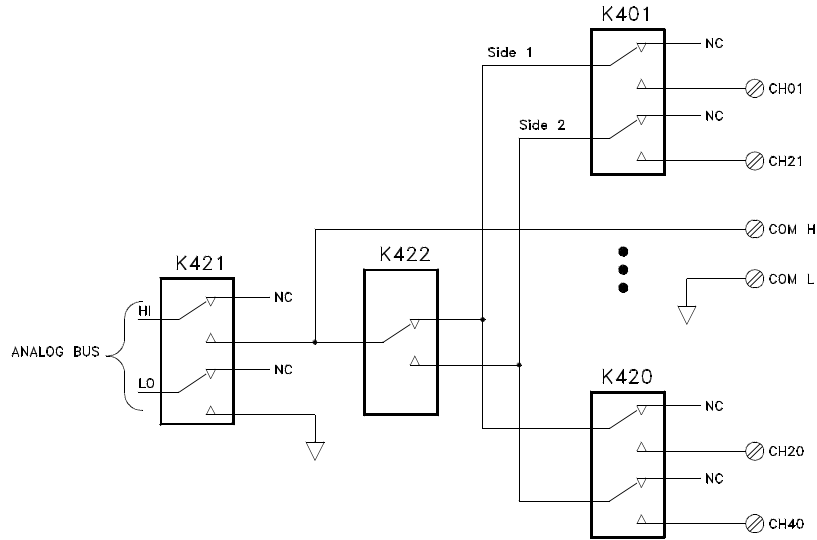 K401
NC
Side 1
CH01
NC
Side 2
CH21
COM H
K422
K421
COM L
NC
HI
ANALOG BUS
NC
LO
K420
NC
CH20
NC
CH40